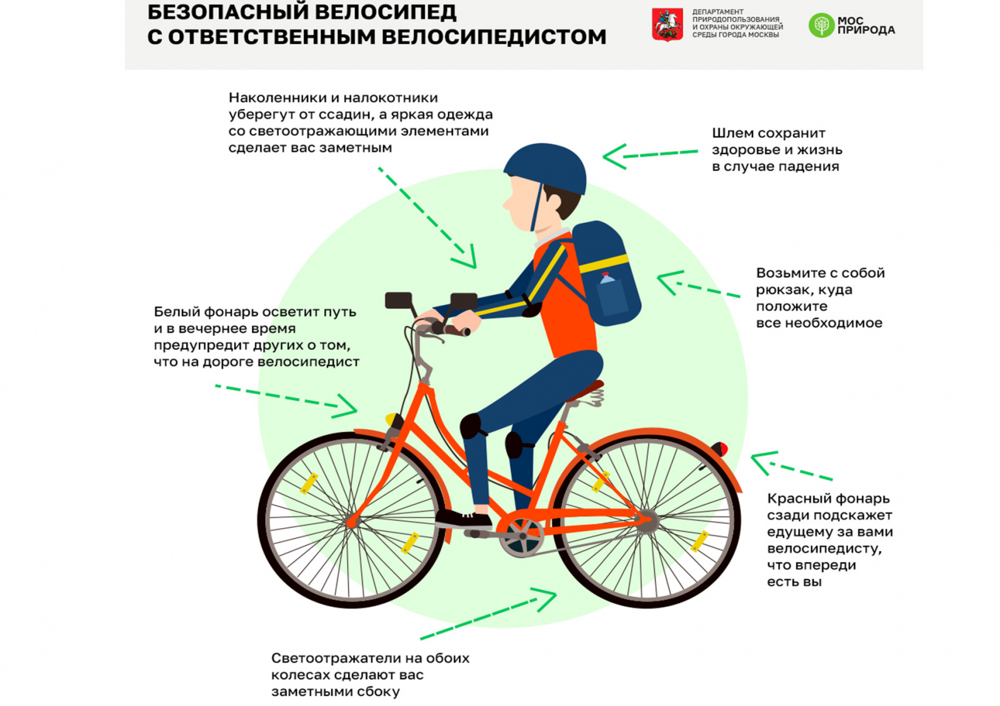 БЕЗОПАСНЫЙ ВЕЛОСИПЕД
С ОТВЕТСТВЕННЫМ ВЕЛОСИПЕДИСТОМ
ДЕПАРТАМЕНТ
ПРИРОДОПОЛЬЗОВАНИЯ
И ОХРАНЫ ОКРУЖАЮЩЕЙ
СРЕДЫ ГОРОДА МОСКВЫ
МОС
ПРИРОДА
Наколенники и налокотники
уберегут от ссадин, а яркая одежда
со светоотражающими элементами
сделает вас заметным
Шлем сохранит
здоровье и жизнь
в случае падения
Возьмите с собой
рюкзак, куда
положите
все необходимое
Белый фонарь осветит путь
и в вечернее время
предупредит других о том,
что на дороге велосипедист
Красный фонарь
сзади подскажет
едущему за вами
велосипедисту,
что впереди
есть вы
Светоотражатели на обоих
колесах сделают вас
заметными сбоку